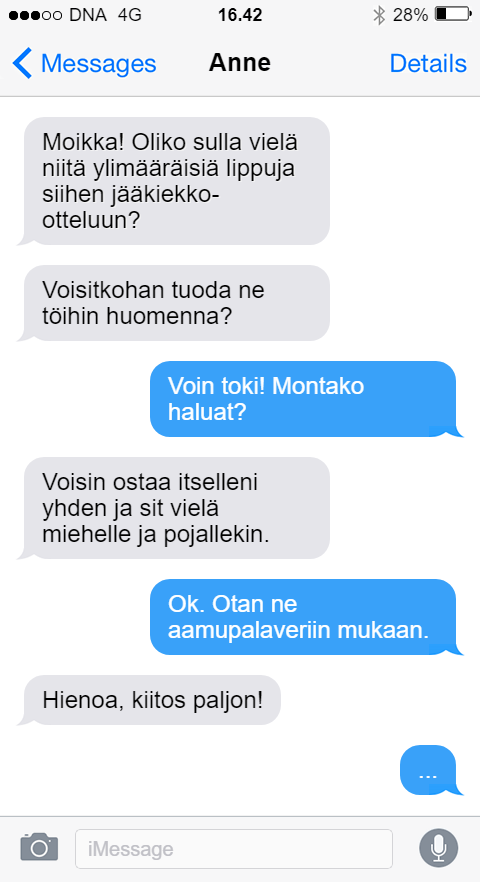 DNA 4G 16.42 28%
Messages Anne Details
Moikka! Oliko sulla vielä
niitä ylimääräisiä lippuja
siihen jääkiekko-
otteluun?
Voisitkohan tuoda ne
töihin huomenna?
Voin toki! Montako
haluat?
Voisin ostaa itselleni
yhden ja sit vielä
miehelle ja pojallekin.
Ok. Otan ne
aamupalaveriin mukaan.
Hienoa, kiitos paljon!
...
iMessage